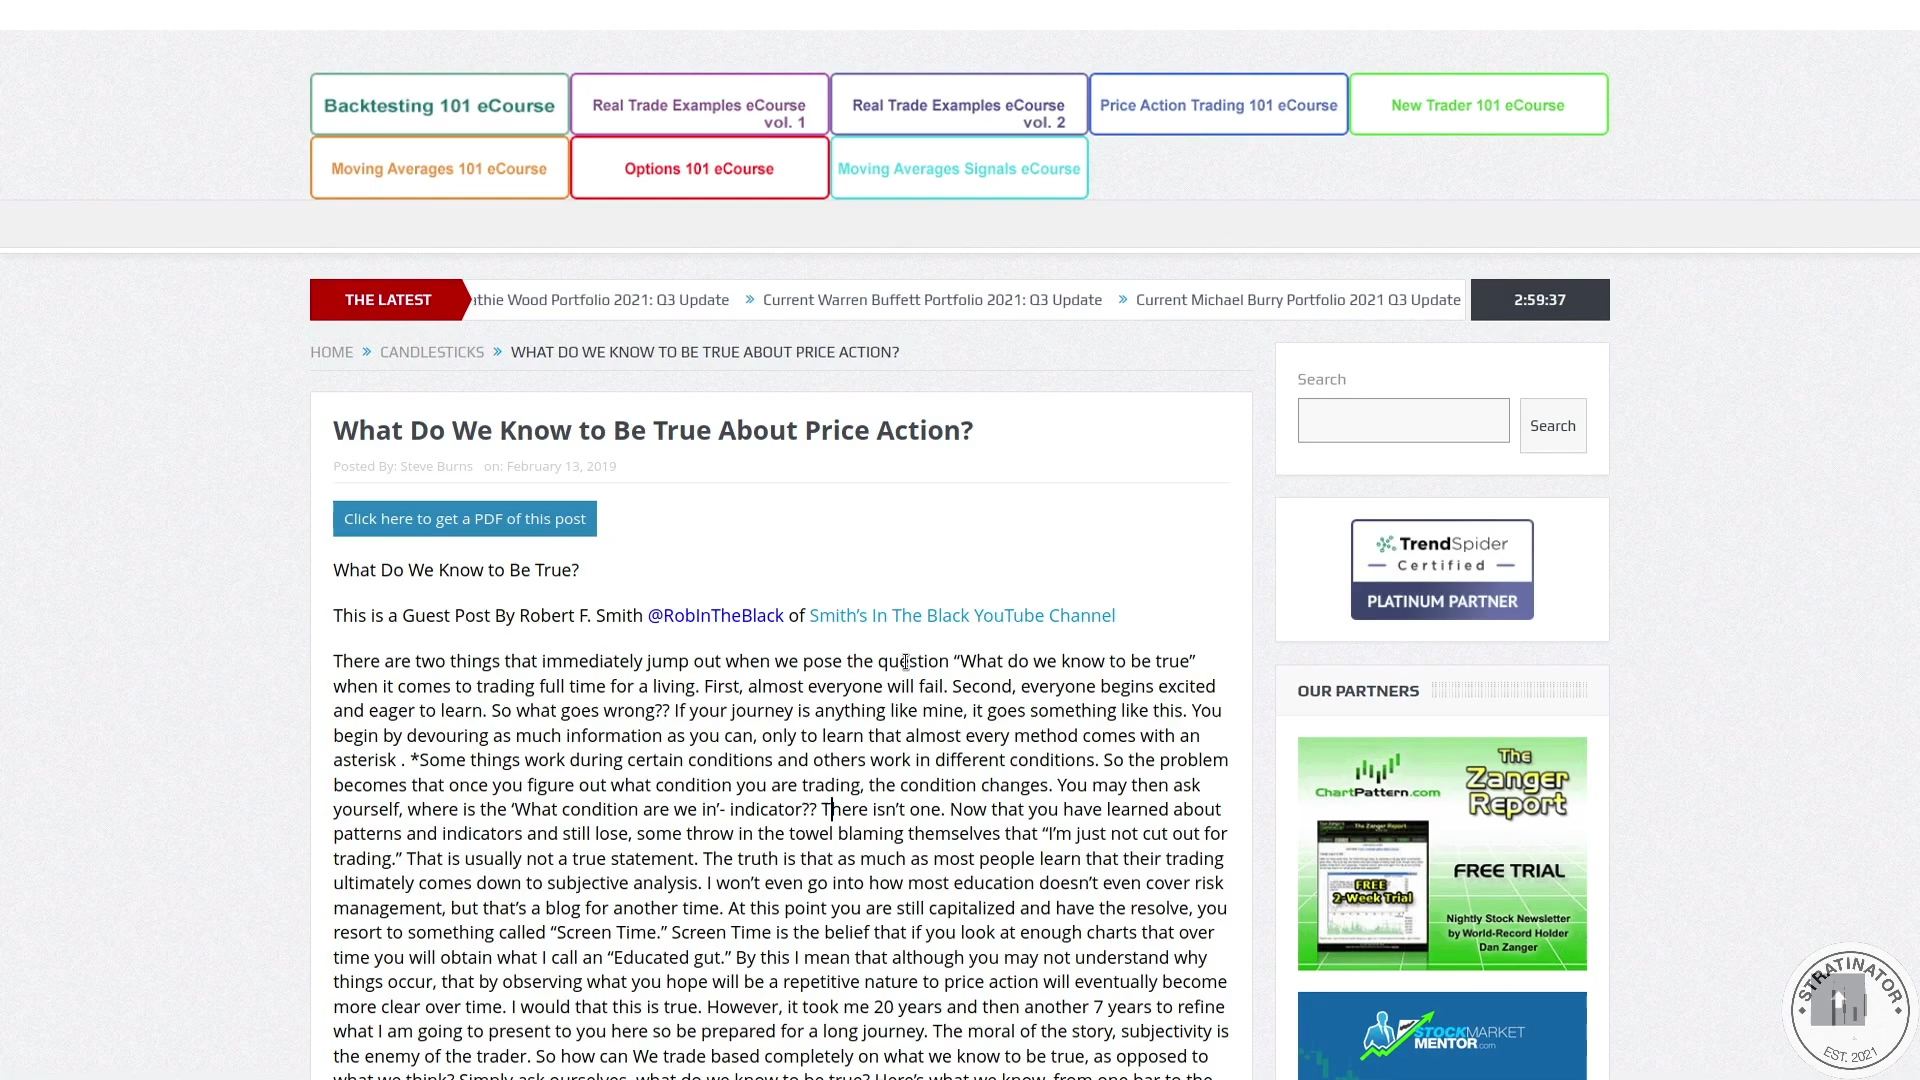 Backtesting 101 eCourse
Real Trade Examples eCourse
vol. 1
Real Trade Examples eCourse
vol. 2
Price Action Trading 101 eCourse
New Trader 101 eCourse
Moving Averages 101 eCourse
Options 101 eCourse
Moving Averages Signals eCourse
THE LATEST
thie Wood Portfolio 2021: Q3 Update » Current Warren Buffett Portfolio 2021: Q3 Update » Current Michael Burry Portfolio 2021 Q3 Update
2:59:37
HOME » CANDLESTICKS » WHAT DO WE KNOW TO BE TRUE ABOUT PRICE ACTION?
What Do We Know to Be True About Price Action?
Posted By: Steve Burns on: February 13, 2019
Click here to get a PDF of this post
What Do We Know to Be True?
This is a Guest Post By Robert F. Smith @RobInTheBlack of Smith’s In The Black YouTube Channel
There are two things that immediately jump out when we pose the question “What do we know to be true”
when it comes to trading full time for a living. First, almost everyone will fail. Second, everyone begins excited
and eager to learn. So what goes wrong?? If your journey is anything like mine, it goes something like this. You
begin by devouring as much information as you can, only to learn that almost every method comes with an
asterisk . *Some things work during certain conditions and others work in different conditions. So the problem
becomes that once you figure out what condition you are trading, the condition changes. You may then ask
yourself, where is the ‘What condition are we in’- indicator?? There isn’t one. Now that you have learned about
patterns and indicators and still lose, some throw in the towel blaming themselves that “I’m just not cut out for
trading.” That is usually not a true statement. The truth is that as much as most people learn that their trading
ultimately comes down to subjective analysis. I won’t even go into how most education doesn’t even cover risk
management, but that’s a blog for another time. At this point you are still capitalized and have the resolve, you
resort to something called “Screen Time.” Screen Time is the belief that if you look at enough charts that over
time you will obtain what I call an “Educated gut.” By this I mean that although you may not understand why
things occur, that by observing what you hope will be a repetitive nature to price action will eventually become
more clear over time. I would that this is true. However, it took me 20 years and then another 7 years to refine
what I am going to present to you here so be prepared for a long journey. The moral of the story, subjectivity is
the enemy of the trader. So how can We trade based completely on what we know to be true, as opposed to
what we think? Simply ask ourselves, what do we know to be true? Here’s what we know, from one bar to the
Search
Search
TrendSpider
Certified
PLATINUM PARTNER
OUR PARTNERS
ChartPattern.com
The
Zanger
Report
FREE
2-Week Trial
FREE TRIAL
Nightly Stock Newsletter
by World-Record Holder
Dan Zanger
STOCKMARKET
MENTOR.com
STRATINATOR
EST. 2021